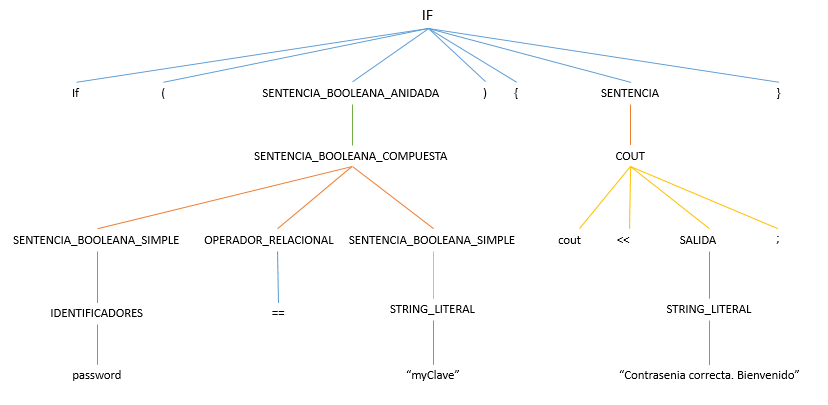 IF
If ( SENTENCIA_BOOLEANA_ANIDADA ) { SENTENCIA }
SENTENCIA_BOOLEANA_COMPUESTA COUT
SENTENCIA_BOOLEANA_SIMPLE OPERADOR_RELACIONAL SENTENCIA_BOOLEANA_SIMPLE cout << SALIDA ;
IDENTIFICADORES == STRING_LITERAL STRING_LITERAL
password “myClave” “Contrasenia correcta. Bienvenido”